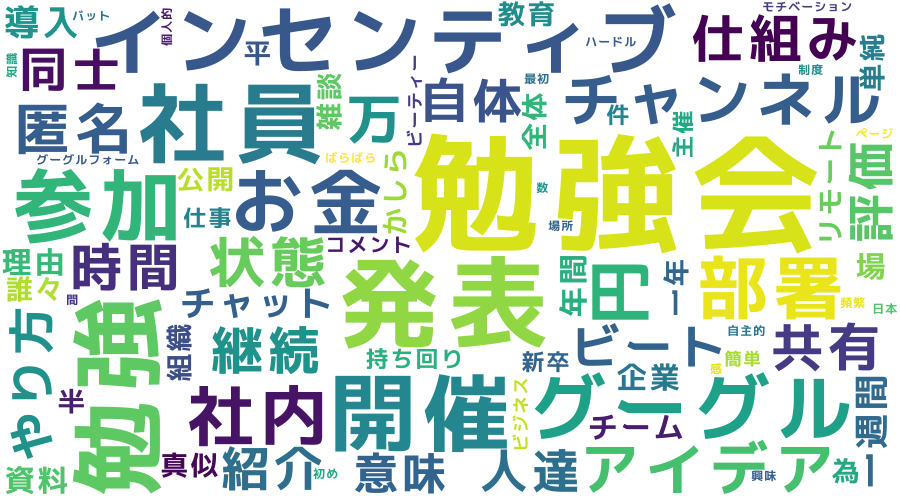 導入
インセンティブ
個人的
バット
平
教育
ハードル
モチベーション
仕組み
知識
同士
単純
制度
匿名
社員
雑談
万
ビーティー
自体
最初
全体
チャンネル
件
主催
グーグルフォーム
ばらばら
ページ
参加
公開
お金
かしら
勉強会
リモート
評価
仕事
数
場所
理由
時間
状態
コメント
誰々
間
チャット
発表
年間
円
一年
部署
場
頻繁
日本
やり方
勉強
組織
継続
持ち回り
新卒
ビート
自主的
共有
簡単
感
半
社内
開催
ビジネス
グーグル
企業
チーム
一週間
資料
真似
紹介
初め
意味
人達
アイデア
興味
為